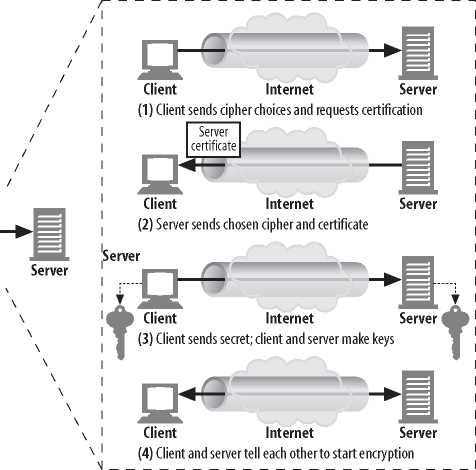 Client Internet Server
(1) Client sends cipher choices and requests certification
Server
certificate
Client Internet Server
(2) Server sends chosen cipher and certificate
Server
Server
Client Internet Server
(3) Client sends secret; client and server make keys
Client Internet Server
(4) Client and server tell each other to start encryption